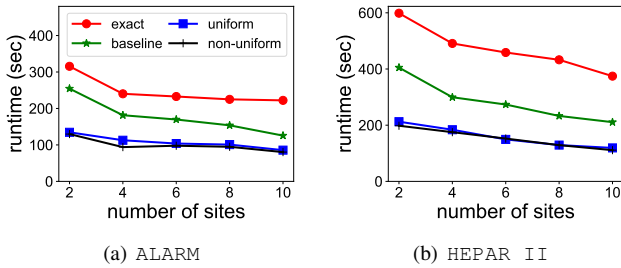 exact
uniform
baseline
non-uniform
runtime (sec)
400
300
200
100
0
2 4 6 8 10
number of sites
(a) ALARM
runtime (sec)
600
400
200
0
2 4 6 8 10
number of sites
(b) HEPAR II